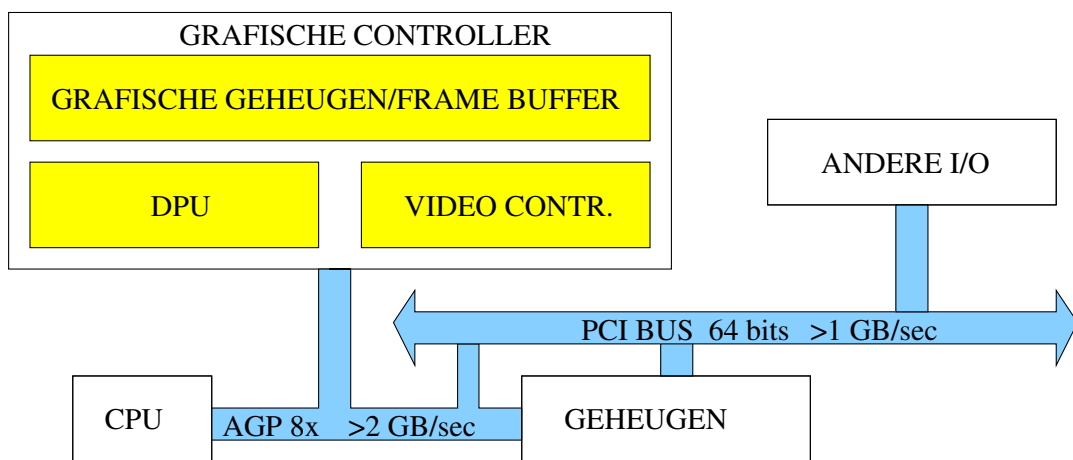 GRAFISCHE CONTROLLER
GRAFISCHE GEHEUGEN/FRAME BUFFER
DPU
VIDEO CONTR.
ANDERE I/O
PCI BUS 64 bits >1 GB/sec
CPU
AGP 8x >2 GB/sec
GEHEUGEN